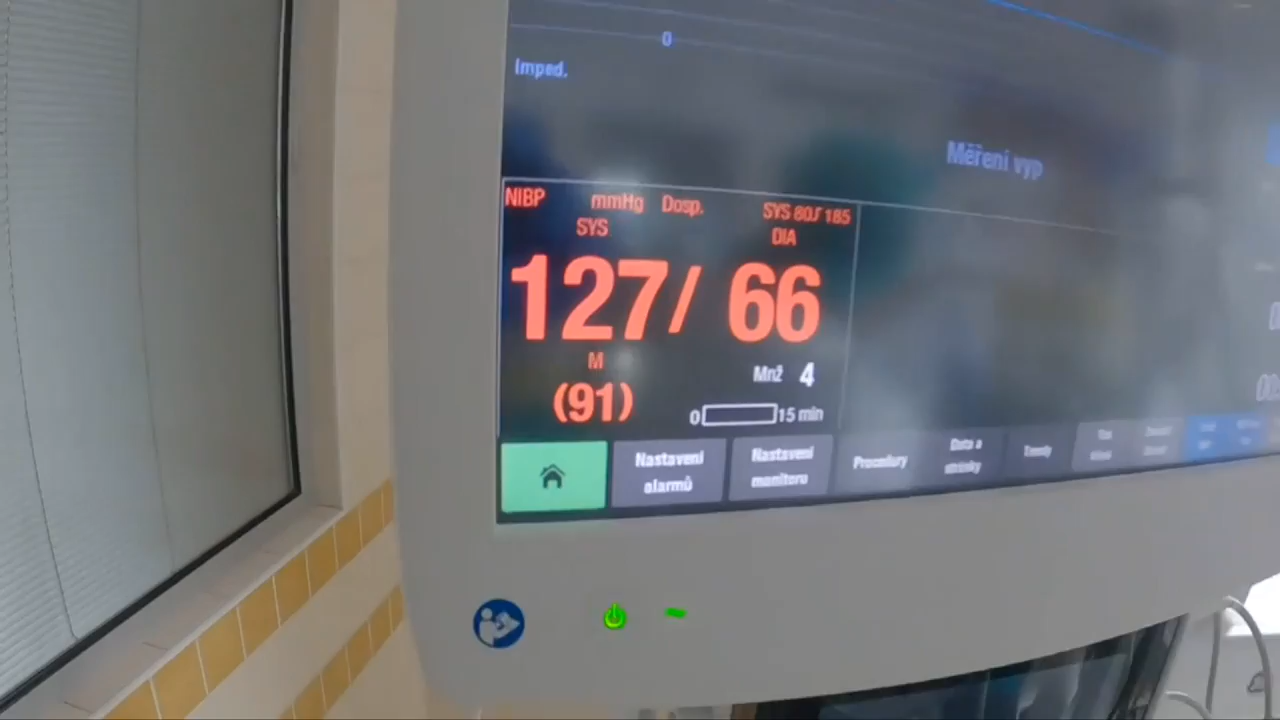 0
Imped.
Měření vyp
NIBP mmHg Dosp. SYS 80 185
SYS DIA
127/ 66
M
(91)
Mnž 4
0 15 min
Nastavení alarmů
Nastavení monitoru
Procedury
Data a stránky
Trendy